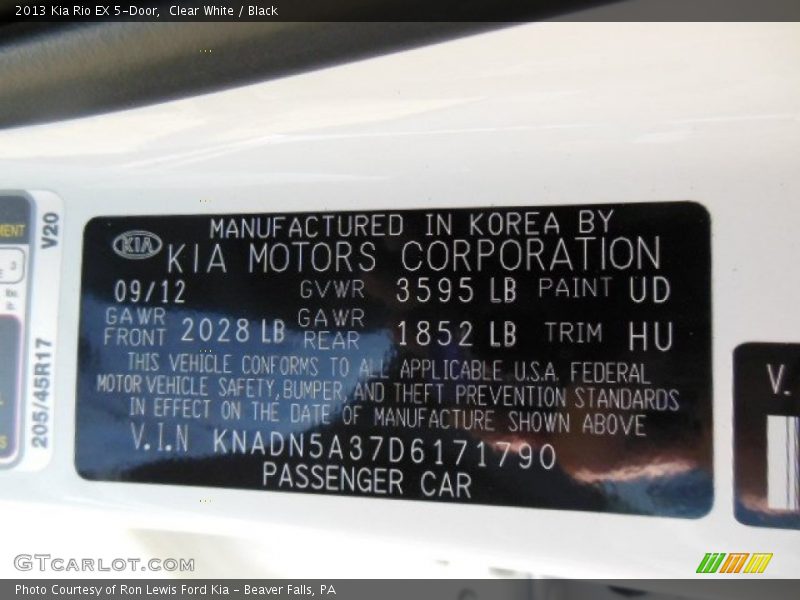 2013 Kia Rio EX 5-Door, Clear White / Black
MENT
V20
205/45R17
KIA
MANUFACTURED IN KOREA BY
KIA MOTORS CORPORATION
09/12 GVWR 3595 LB PAINT UD
GAWR FRONT 2028 LB GAWR REAR 1852 LB TRIM HU
THIS VEHICLE CONFORMS TO ALL APPLICABLE U.S.A. FEDERAL
MOTOR VEHICLE SAFETY, BUMPER, AND THEFT PREVENTION STANDARDS
IN EFFECT ON THE DATE OF MANUFACTURE SHOWN ABOVE
V.I.N KNADN5A37D6171790
PASSENGER CAR
V.
GTCARLOT.COM
Photo Courtesy of Ron Lewis Ford Kia – Beaver Falls, PA